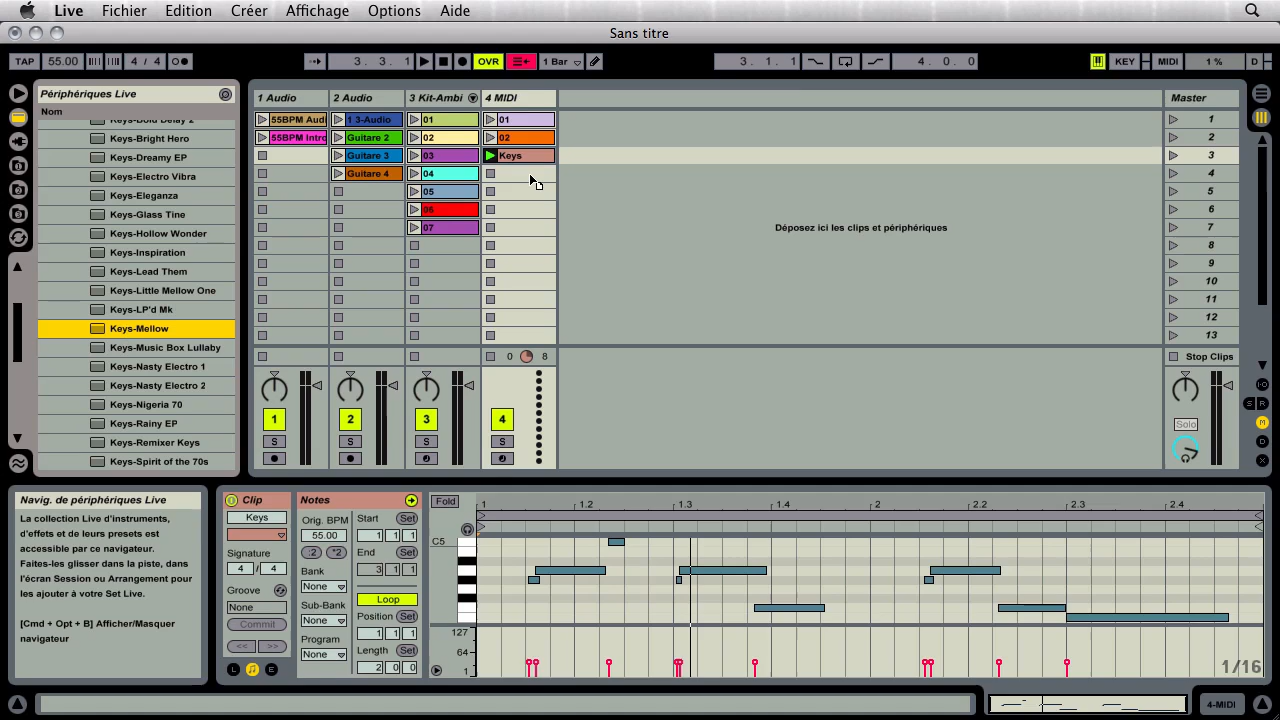 Live Fichier Edition Créer Affichage Options Aide
Sans titre
TAP 55.00 4 / 4 3. 3. 1 OVR 1 Bar 3. 1. 1 4. 0. 0 KEY MIDI 1 % D
Périphériques Live
Nom
Keys-Bold Delay 2
Keys-Bright Hero
Keys-Dreamy EP
Keys-Electro Vibra
Keys-Eleganza
Keys-Glass Tine
Keys-Hollow Wonder
Keys-Inspiration
Keys-Lead Them
Keys-Little Mellow One
Keys-LP'd Mk
Keys-Mellow
Keys-Music Box Lullaby
Keys-Nasty Electro 1
Keys-Nasty Electro 2
Keys-Nigeria 70
Keys-Rainy EP
Keys-Remixer Keys
Keys-Spirit of the 70s
1 Audio 2 Audio 3 Kit-Ambi 4 MIDI Master
55BPM Audi 1 3-Audio 01 01 1
55BPM Intro Guitare 2 02 02 2
Guitare 3 03 Keys 3
Guitare 4 04 4
05 5
06 6
07 7
Déposez ici les clips et périphériques
8
9
10
11
12
13
0 8 Stop Clips
1 2 3 4 Solo
S S S S
I·O
S R
M
D
X
Navig. de périphériques Live
La collection Live d'instruments,
d'effets et de leurs presets est
accessible par ce navigateur.
Faites-les glisser dans la piste, dans
l'écran Session ou Arrangement pour
les ajouter à votre Set Live.
[Cmd + Opt + B] Afficher/Masquer
navigateur
Clip
Keys
Signature
4 / 4
Groove
None
Commit
<< >>
L E
Notes
Orig. BPM
55.00
:2 *2
Bank
None
Sub-Bank
None
Program
None
Start Set
1 1 1
End Set
3 1 1
Loop
Position Set
1 1 1
Length Set
2 0 0
Fold 1 1.2 1.3 1.4 2 2.2 2.3 2.4
C5
127
64
1
1/16
4-MIDI